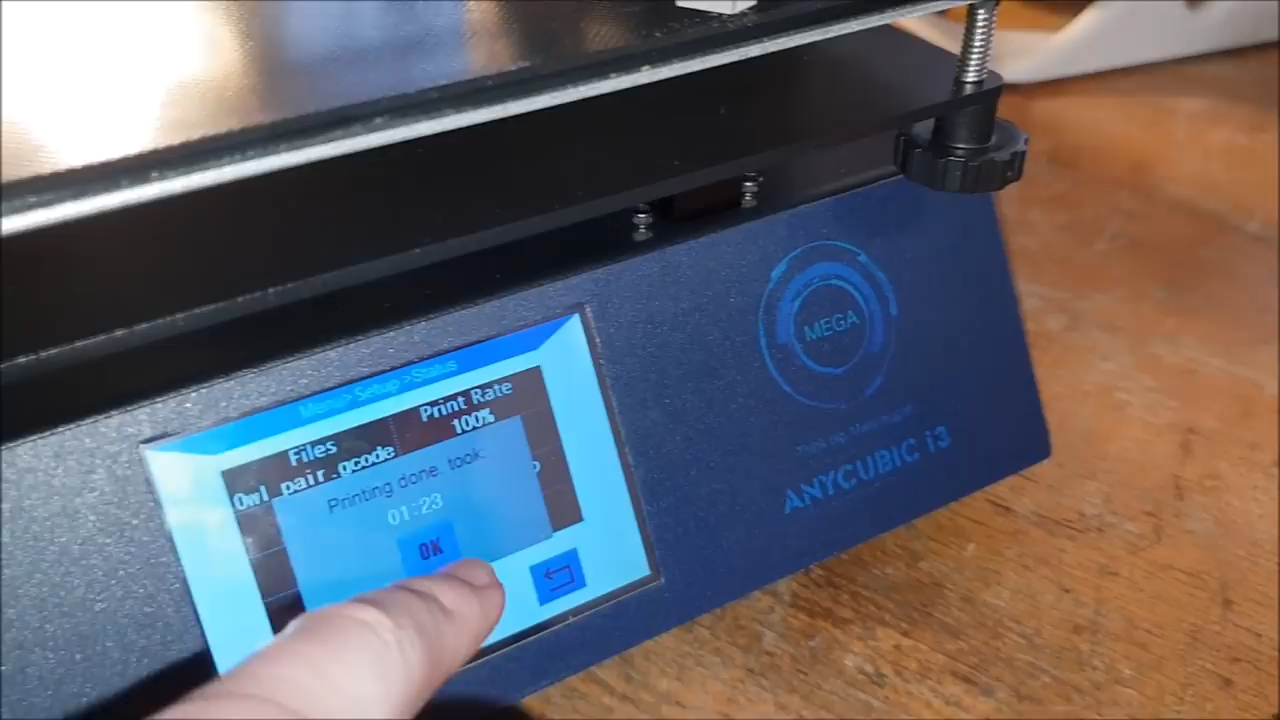 Menu> Setup >Status
Files
Print Rate
Owl_pair.gcode
100%
Printing done, took:
01:23
OK
MEGA
ANYCUBIC i3